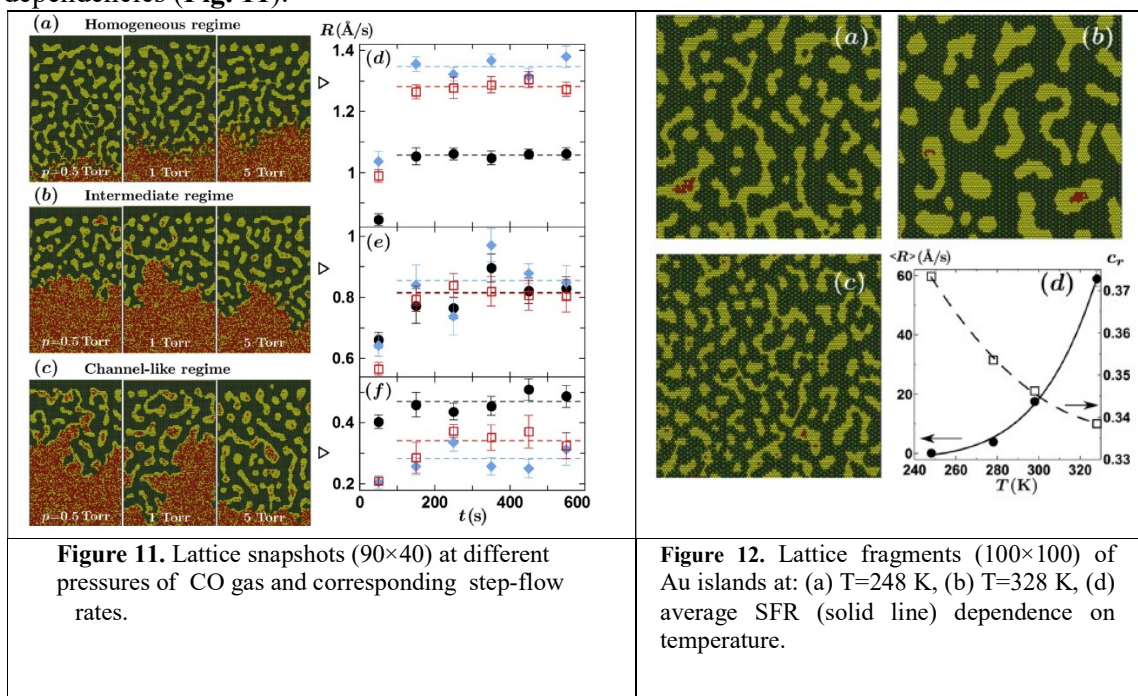 dependencies (Fig. 11).
(a) Homogeneous regime
p=0.5 Torr 1 Torr 5 Torr
(b) Intermediate regime
p=0.5 Torr 1 Torr 5 Torr
(c) Channel-like regime
p=0.5 Torr 1 Torr 5 Torr
R(Å/s)
(d)
1.4
1.2
1
(e)
1
0.8
0.6
(f)
0.4
0.2
0 200 400 600
t(s)
Figure 11. Lattice snapshots (90×40) at different
pressures of CO gas and corresponding step-flow
rates.
(a)
(b)
(c)
<R>(Å/s) c_r
(d)
60
40
20
0
0.37
0.36
0.35
0.34
0.33
240 260 280 300 320
T(K)
Figure 12. Lattice fragments (100×100) of
Au islands at: (a) T=248 K, (b) T=328 K, (d)
average SFR (solid line) dependence on
temperature.